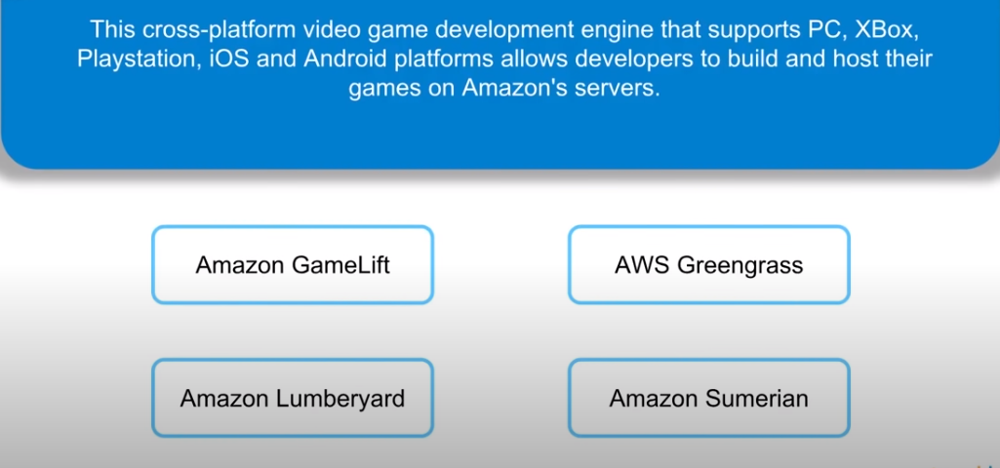 This cross-platform video game development engine that supports PC, XBox,
Playstation, iOS and Android platforms allows developers to build and host their
games on Amazon's servers.
Amazon GameLift
AWS Greengrass
Amazon Lumberyard
Amazon Sumerian